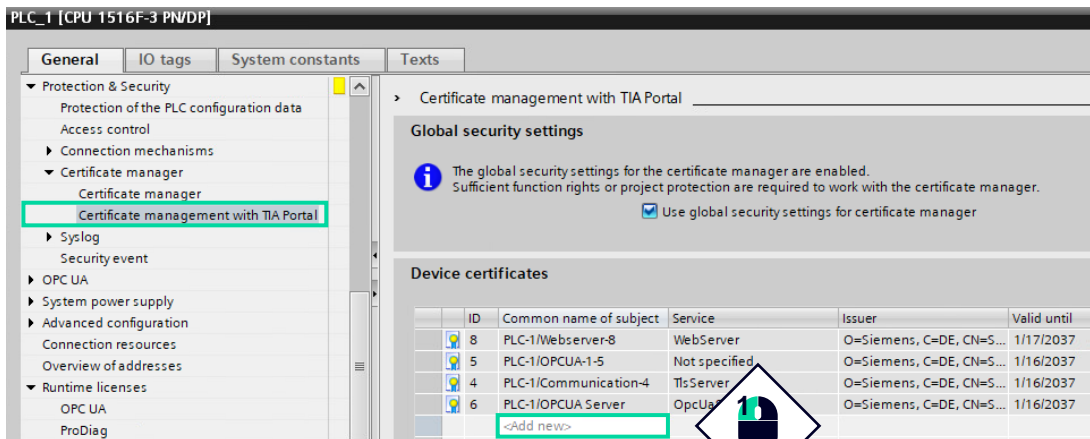 PLC_1 [CPU 1516F-3 PN/DP]
General IO tags System constants Texts
Protection & Security
Protection of the PLC configuration data
Access control
Connection mechanisms
Certificate manager
Certificate manager
Certificate management with TIA Portal
Syslog
Security event
OPC UA
System power supply
Advanced configuration
Connection resources
Overview of addresses
Runtime licenses
OPC UA
ProDiag
Certificate management with TIA Portal
Global security settings
The global security settings for the certificate manager are enabled.
Sufficient function rights or project protection are required to work with the certificate manager.
Use global security settings for certificate manager
Device certificates
ID Common name of subject Service Issuer Valid until
8 PLC-1/Webserver-8 WebServer O=Siemens, C=DE, CN=S... 1/17/2037
5 PLC-1/OPCUA-1-5 Not specified O=Siemens, C=DE, CN=S... 1/16/2037
4 PLC-1/Communication-4 TlsServer O=Siemens, C=DE, CN=S... 1/16/2037
6 PLC-1/OPCUA Server O=Siemens, C=DE, CN=S... 1/16/2037
<Add new>
1